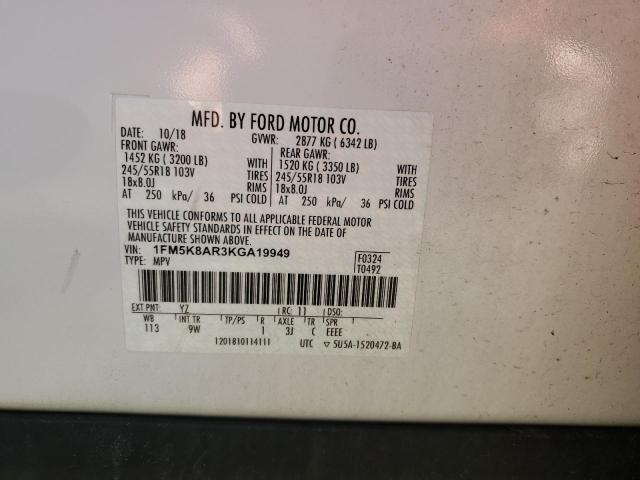 MFD. BY FORD MOTOR CO.
DATE: 10/18 GVWR: 2877 KG ( 6342 LB)
FRONT GAWR: REAR GAWR:
1452 KG ( 3200 LB) WITH 1520 KG ( 3350 LB) WITH
245/55R18 103V TIRES 245/55R18 103V TIRES
18x8.0J RIMS 18x8.0J RIMS
AT 250 kPa/ 36 PSI COLD AT 250 kPa/ 36 PSI COLD
THIS VEHICLE CONFORMS TO ALL APPLICABLE FEDERAL MOTOR
VEHICLE SAFETY STANDARDS IN EFFECT ON THE DATE OF
MANUFACTURE SHOWN ABOVE.
VIN: 1FM5K8AR3KGA19949 F0324
TYPE: MPV T0492
EXT PNT: YZ RC: 11 DSO:
WB INT TR TP/PS R AXLE TR SPR
113 9W 1 3J C EEEE
1201810114111 UTC ▽ 5U5A-1520472-BA